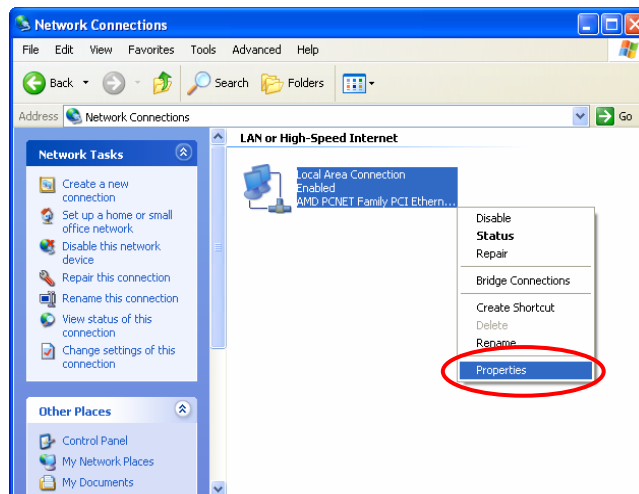 Network Connections
File Edit View Favorites Tools Advanced Help
Back Search Folders
Address Network Connections Go
Network Tasks
Create a new
connection
Set up a home or small
office network
Disable this network
device
Repair this connection
Rename this connection
View status of this
connection
Change settings of this
connection
Other Places
Control Panel
My Network Places
My Documents
LAN or High-Speed Internet
Local Area Connection
Enabled
AMD PCNET Family PCI Ethern...
Disable
Status
Repair
Bridge Connections
Create Shortcut
Delete
Rename
Properties